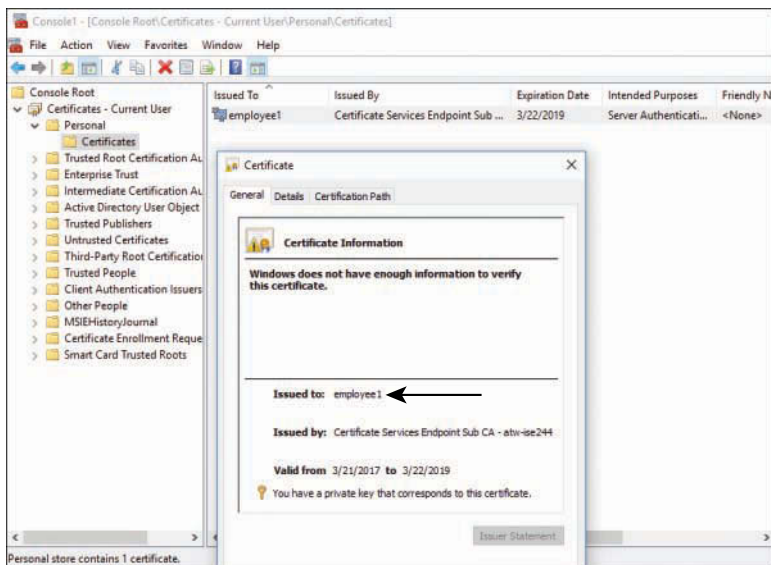 Console1 - [Console Root\Certificates - Current User\Personal\Certificates]
File Action View Favorites Window Help
Console Root
Certificates - Current User
Personal
Certificates
Trusted Root Certification Au
Enterprise Trust
Intermediate Certification Au
Active Directory User Object
Trusted Publishers
Untrusted Certificates
Third-Party Root Certification
Trusted People
Client Authentication Issuers
Other People
MSIEHistoryJournal
Certificate Enrollment Reque
Smart Card Trusted Roots
Issued To Issued By Expiration Date Intended Purposes Friendly N
employee1 Certificate Services Endpoint Sub ... 3/22/2019 Server Authenticati... <None>
Certificate
General Details Certification Path
Certificate Information
Windows does not have enough information to verify
this certificate.
Issued to: employee1
Issued by: Certificate Services Endpoint Sub CA - atw-ise244
Valid from 3/21/2017 to 3/22/2019
You have a private key that corresponds to this certificate.
Issuer Statement
Personal store contains 1 certificate.